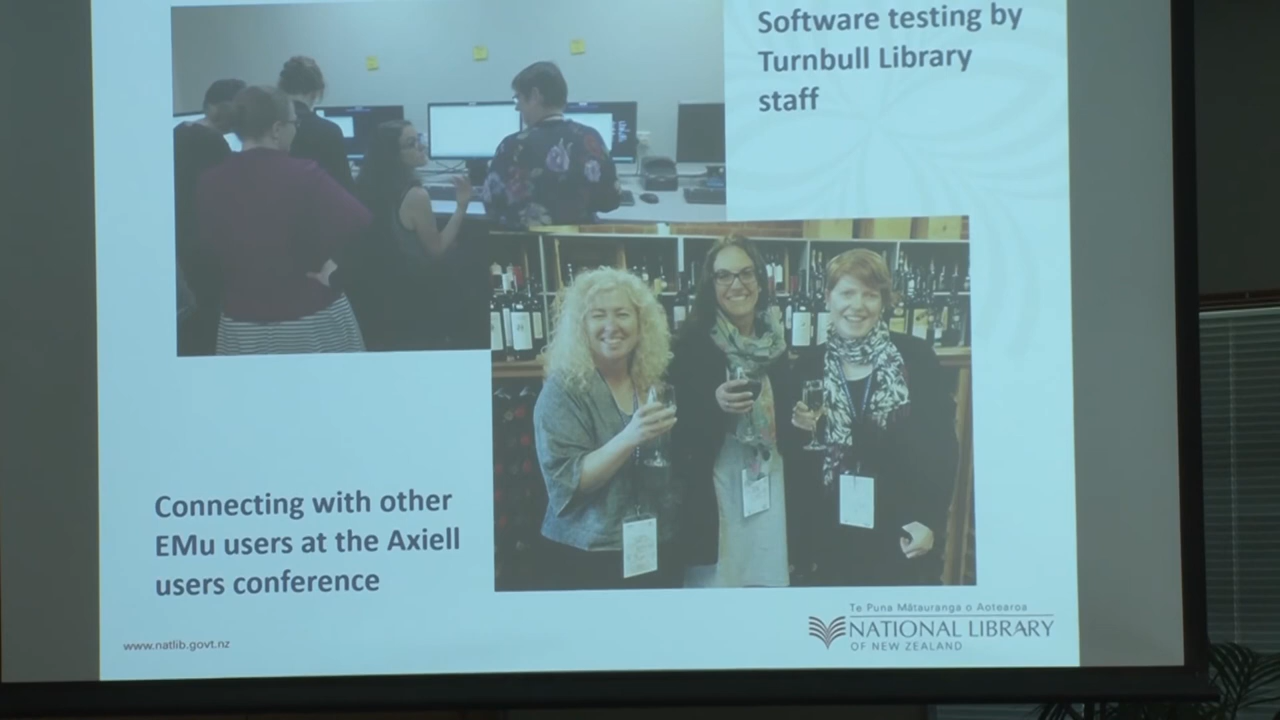 Software testing by
Turnbull Library
staff
Connecting with other
EMu users at the Axiell
users conference
www.natlib.govt.nz
Te Puna Mātauranga o Aotearoa
NATIONAL LIBRARY
OF NEW ZEALAND